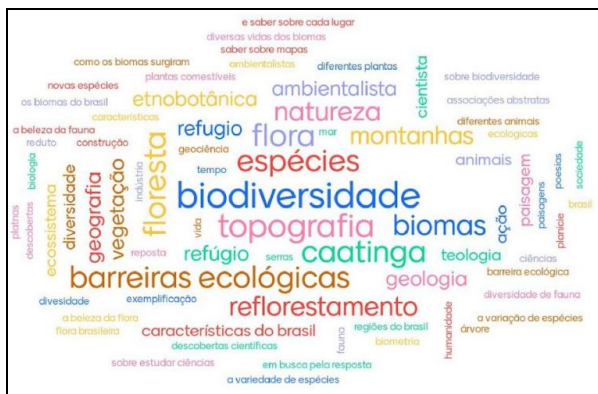 e saber sobre cada lugar
diversas vidas dos biomas
saber sobre mapas
como os biomas surgiram
ambientalistas
diferentes plantas
plantas comestíveis
ambientalista
cientista
sobre biodiversidade
novas espécies
etnobotânica
natureza
associações abstratas
os biomas do brasil
características
refugio
flora
mar
montanhas
diferentes animais
ecologicas
a beleza da fauna
reduto
construção
geociência
espécies
animais
paisagem
paisagens
poesias
sociedade
biologia
diversidade
geografia
vegetação
indústria
floresta
tempo
biodiversidade
brasil
platnas
descobertas
ecossistema
vida
topografia
biomas
ação
planície
reposta
refúgio
serras
caatinga
teologia
ciências
barreiras ecológicas
geologia
barreira ecológica
divesidade
exemplificação
reflorestamento
diversidade de fauna
a beleza da flora
flora brasileira
características do brasil
fauna
regiões do brasil
biometria
humanidade
a variação de espécies
árvore
descobertas científicas
sobre estudar ciências
em busca pela resposta
a variedade de espécies